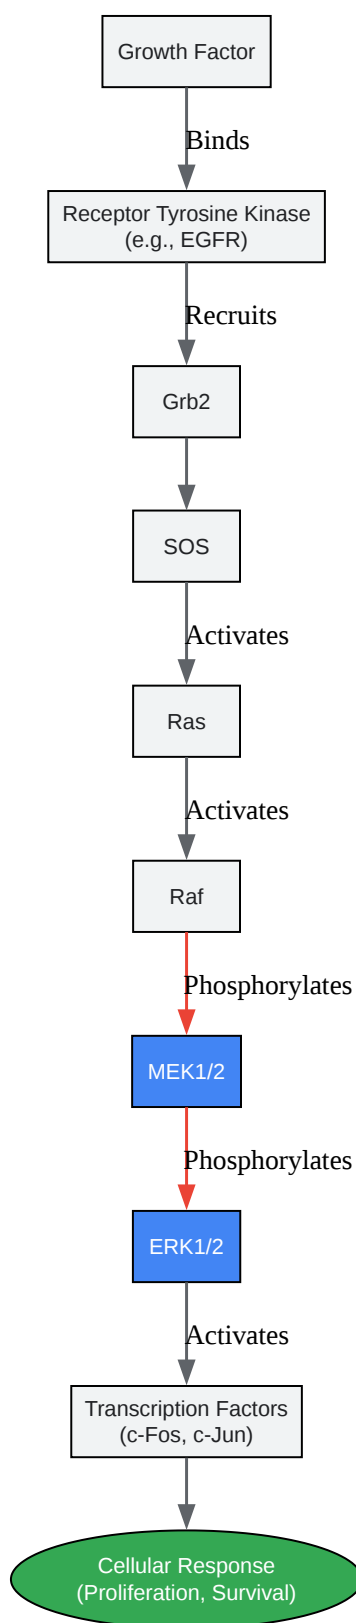 Growth Factor
Binds
Receptor Tyrosine Kinase
(e.g., EGFR)
Recruits
Grb2
SOS
Activates
Ras
Activates
Raf
Phosphorylates
MEK1/2
Phosphorylates
ERK1/2
Activates
Transcription Factors
(c-Fos, c-Jun)
Cellular Response
(Proliferation, Survival)